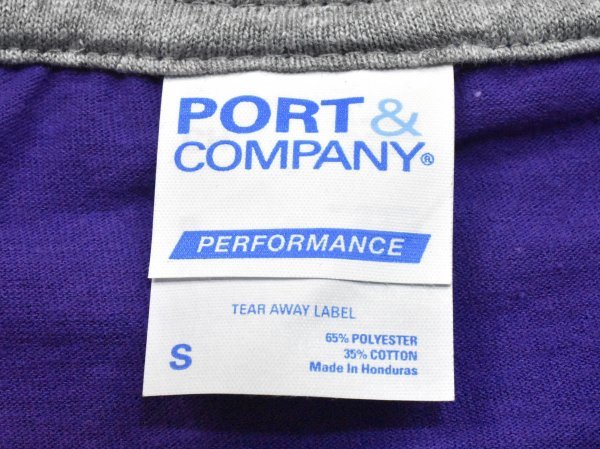 PORT &
COMPANY®
PERFORMANCE
TEAR AWAY LABEL
65% POLYESTER
35% COTTON
S
Made In Honduras